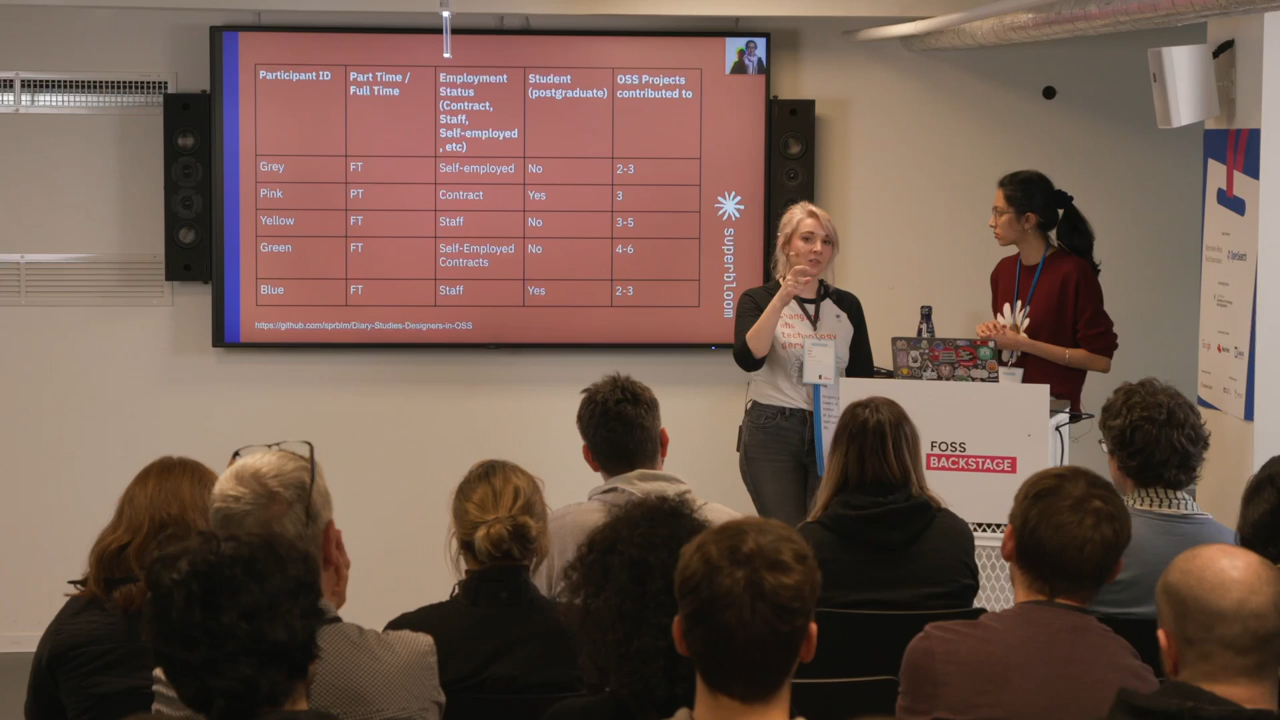 Participant ID
Part Time /
Full Time
Employment
Status
(Contract,
Staff,
Self-employed
, etc)
Student
(postgraduate)
OSS Projects
contributed to
Grey FT Self-employed No 2-3
Pink PT Contract Yes 3
Yellow FT Staff No 3-5
Green FT Self-Employed
Contracts No 4-6
Blue FT Staff Yes 2-3
https://github.com/sprblm/Diary-Studies-Designers-in-OSS
superbloom
technology
FOSS
BACKSTAGE
OpenSearch
Google